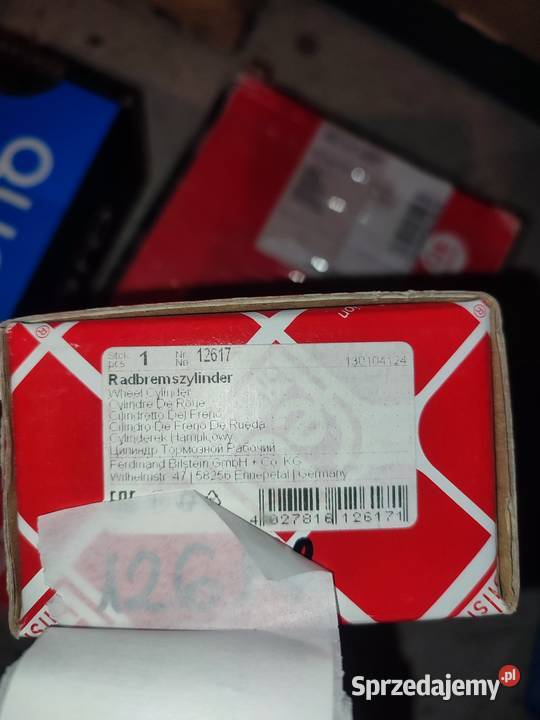 Stck. 1 Nr. 12617 130104124
pcs No
Radbremszylinder
Wheel Cylinder
Cylindre De Roue
Cilindretto Del Freno
Cilindro De Freno De Rueda
Cylinderek Hamulcowy
Цилиндр Тормозной Рабочий
Ferdinand Bilstein GmbH + Co. KG
Wilhelmstr. 47 | 58256 Ennepetal | Germany
EAC
4 027816 126171
Sprzedajemy.pl